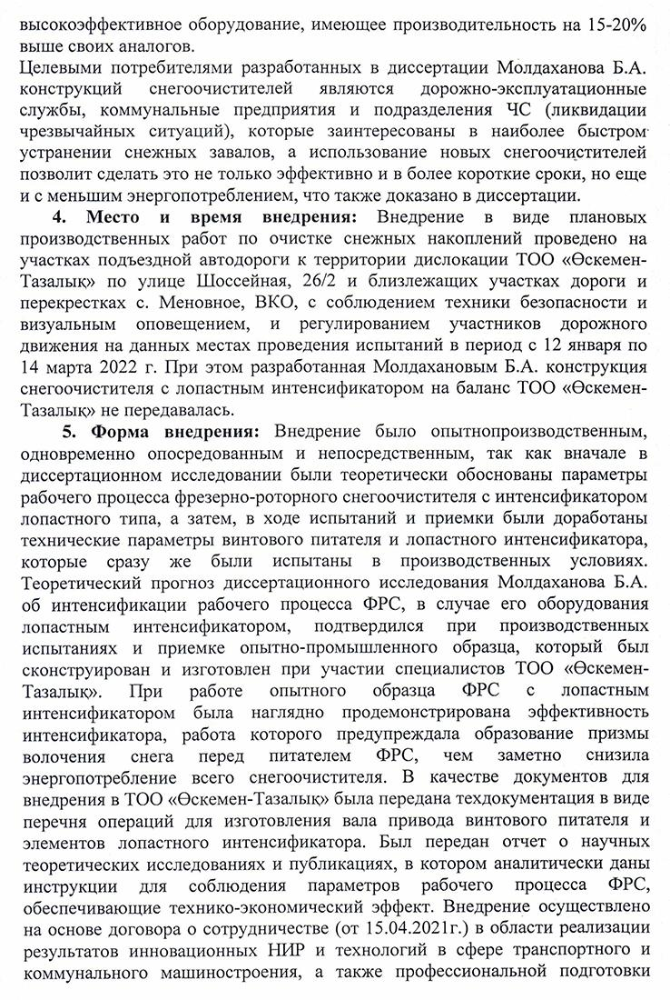 высокоэффективное оборудование, имеющее производительность на 15-20%
выше своих аналогов.
Целевыми потребителями разработанных в диссертации Молдаханова Б.А.
конструкций снегоочистителей являются дорожно-эксплуатационные
службы, коммунальные предприятия и подразделения ЧС (ликвидации
чрезвычайных ситуаций), которые заинтересованы в наиболее быстром
устранении снежных завалов, а использование новых снегоочистителей
позволит сделать это не только эффективно и в более короткие сроки, но еще
и с меньшим энергопотреблением, что также доказано в диссертации.
4. Место и время внедрения: Внедрение в виде плановых
производственных работ по очистке снежных накоплений проведено на
участках подъездной автодороги к территории дислокации ТОО «Өскемен-
Тазалық» по улице Шоссейная, 26/2 и близлежащих участках дороги и
перекрестках с. Меновное, ВКО, с соблюдением техники безопасности и
визуальным оповещением, и регулированием участников дорожного
движения на данных местах проведения испытаний в период с 12 января по
14 марта 2022 г. При этом разработанная Молдахановым Б.А. конструкция
снегоочистителя с лопастным интенсификатором на баланс ТОО «Өскемен-
Тазалық» не передавалась.
5. Форма внедрения: Внедрение было опытнопроизводственным,
одновременно опосредованным и непосредственным, так как вначале в
диссертационном исследовании были теоретически обоснованы параметры
рабочего процесса фрезерно-роторного снегоочистителя с интенсификатором
лопастного типа, а затем, в ходе испытаний и приемки были доработаны
технические параметры винтового питателя и лопастного интенсификатора,
которые сразу же были испытаны в производственных условиях.
Теоретический прогноз диссертационного исследования Молдаханова Б.А.
об интенсификации рабочего процесса ФРС, в случае его оборудования
лопастным интенсификатором, подтвердился при производственных
испытаниях и приемке опытно-промышленного образца, который был
сконструирован и изготовлен при участии специалистов ТОО «Өскемен-
Тазалық». При работе опытного образца ФРС с лопастным
интенсификатором была наглядно продемонстрирована эффективность
интенсификатора, работа которого предупреждала образование призмы
волочения снега перед питателем ФРС, чем заметно снизила
энергопотребление всего снегоочистителя. В качестве документов для
внедрения в ТОО «Өскемен-Тазалық» была передана техдокументация в виде
перечня операций для изготовления вала привода винтового питателя и
элементов лопастного интенсификатора. Был передан отчет о научных
теоретических исследованиях и публикациях, в котором аналитически даны
инструкции для соблюдения параметров рабочего процесса ФРС,
обеспечивающие технико-экономический эффект. Внедрение осуществлено
на основе договора о сотрудничестве (от 15.04.2021г.) в области реализации
результатов инновационных НИР и технологий в сфере транспортного и
коммунального машиностроения, а также профессиональной подготовки